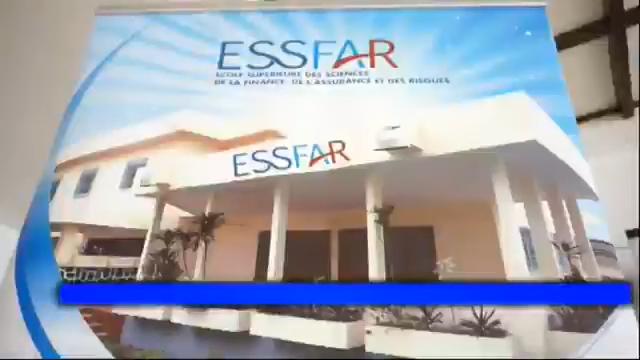 ESSFAR
ECOLE SUPERIEURE DES SCIENCES
DE LA FINANCE, DE L'ASSURANCE ET DES RISQUES
ESSFAR